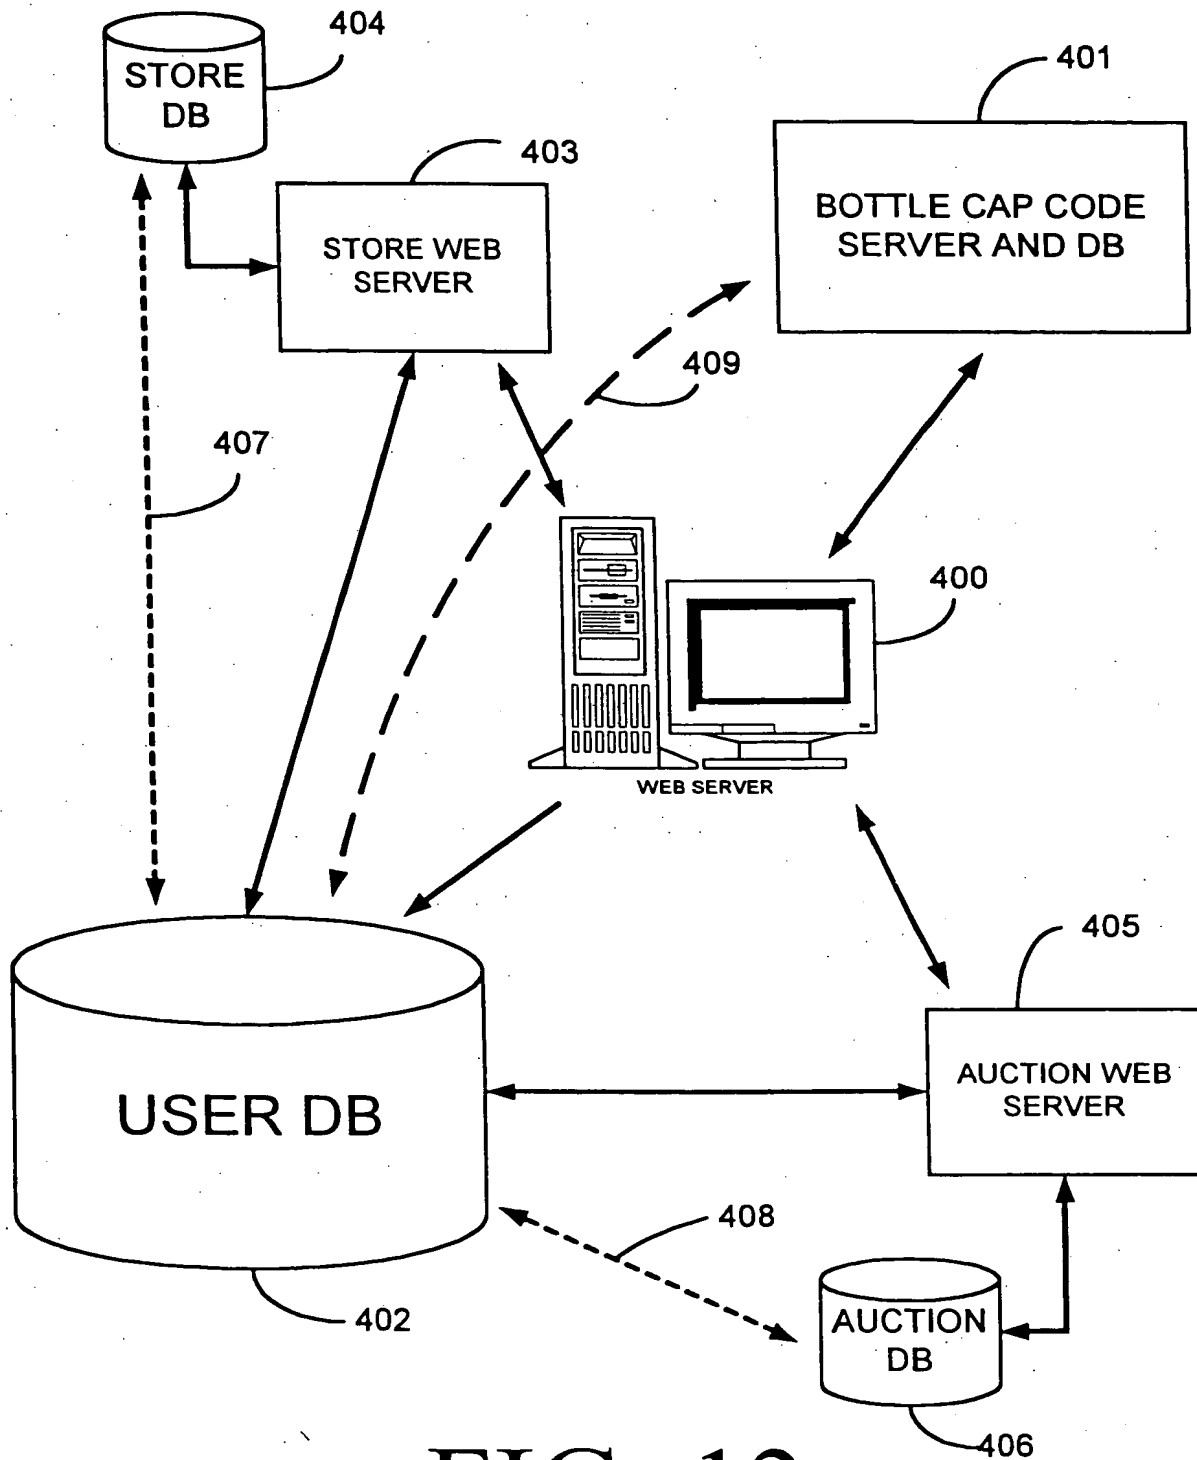 404
STORE
DB
401
403
BOTTLE CAP CODE
SERVER AND DB
STORE WEB
SERVER
409
407
400
WEB SERVER
405
AUCTION WEB
SERVER
USER DB
408
402
AUCTION
DB
406